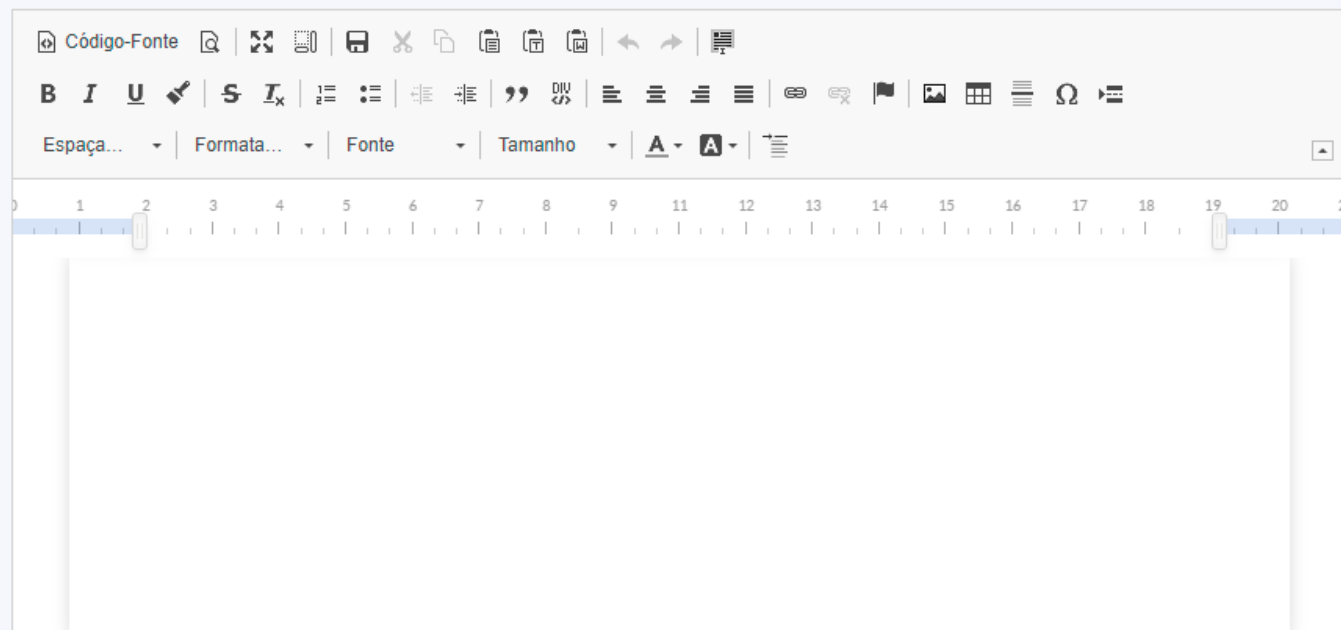 Código-Fonte
B I U S Ix
Espaça... Formata... Fonte Tamanho A A
0 1 2 3 4 5 6 7 8 9 11 12 13 14 15 16 17 18 19 20